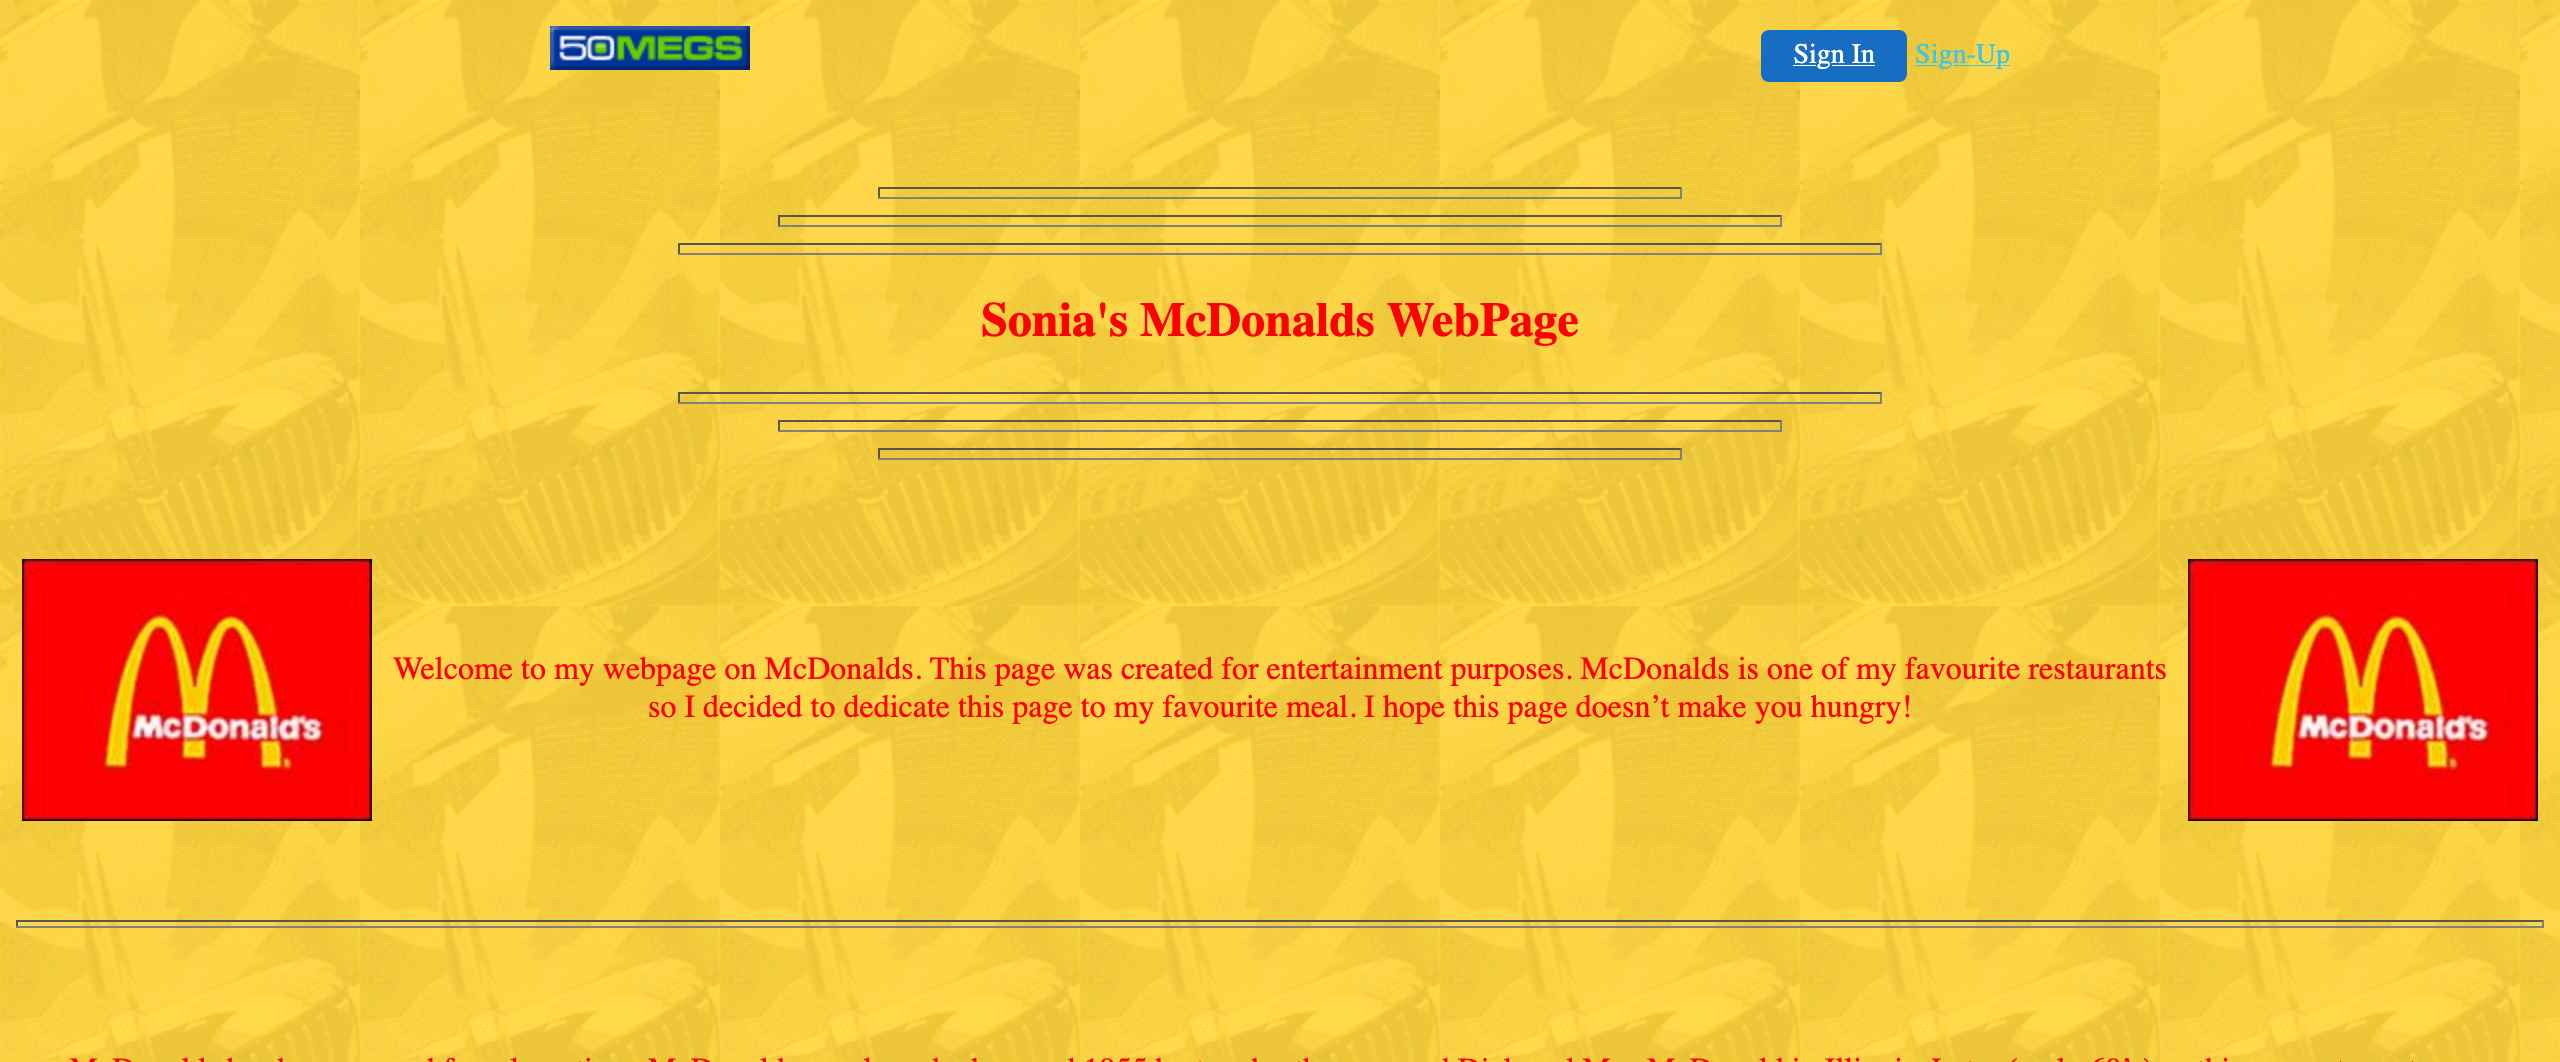 50MEGS
Sign In Sign-Up
Sonia's McDonalds WebPage
McDonald's
Welcome to my webpage on McDonalds. This page was created for entertainment purposes. McDonalds is one of my favourite restaurants
so I decided to dedicate this page to my favourite meal. I hope this page doesn’t make you hungry!
McDonald's